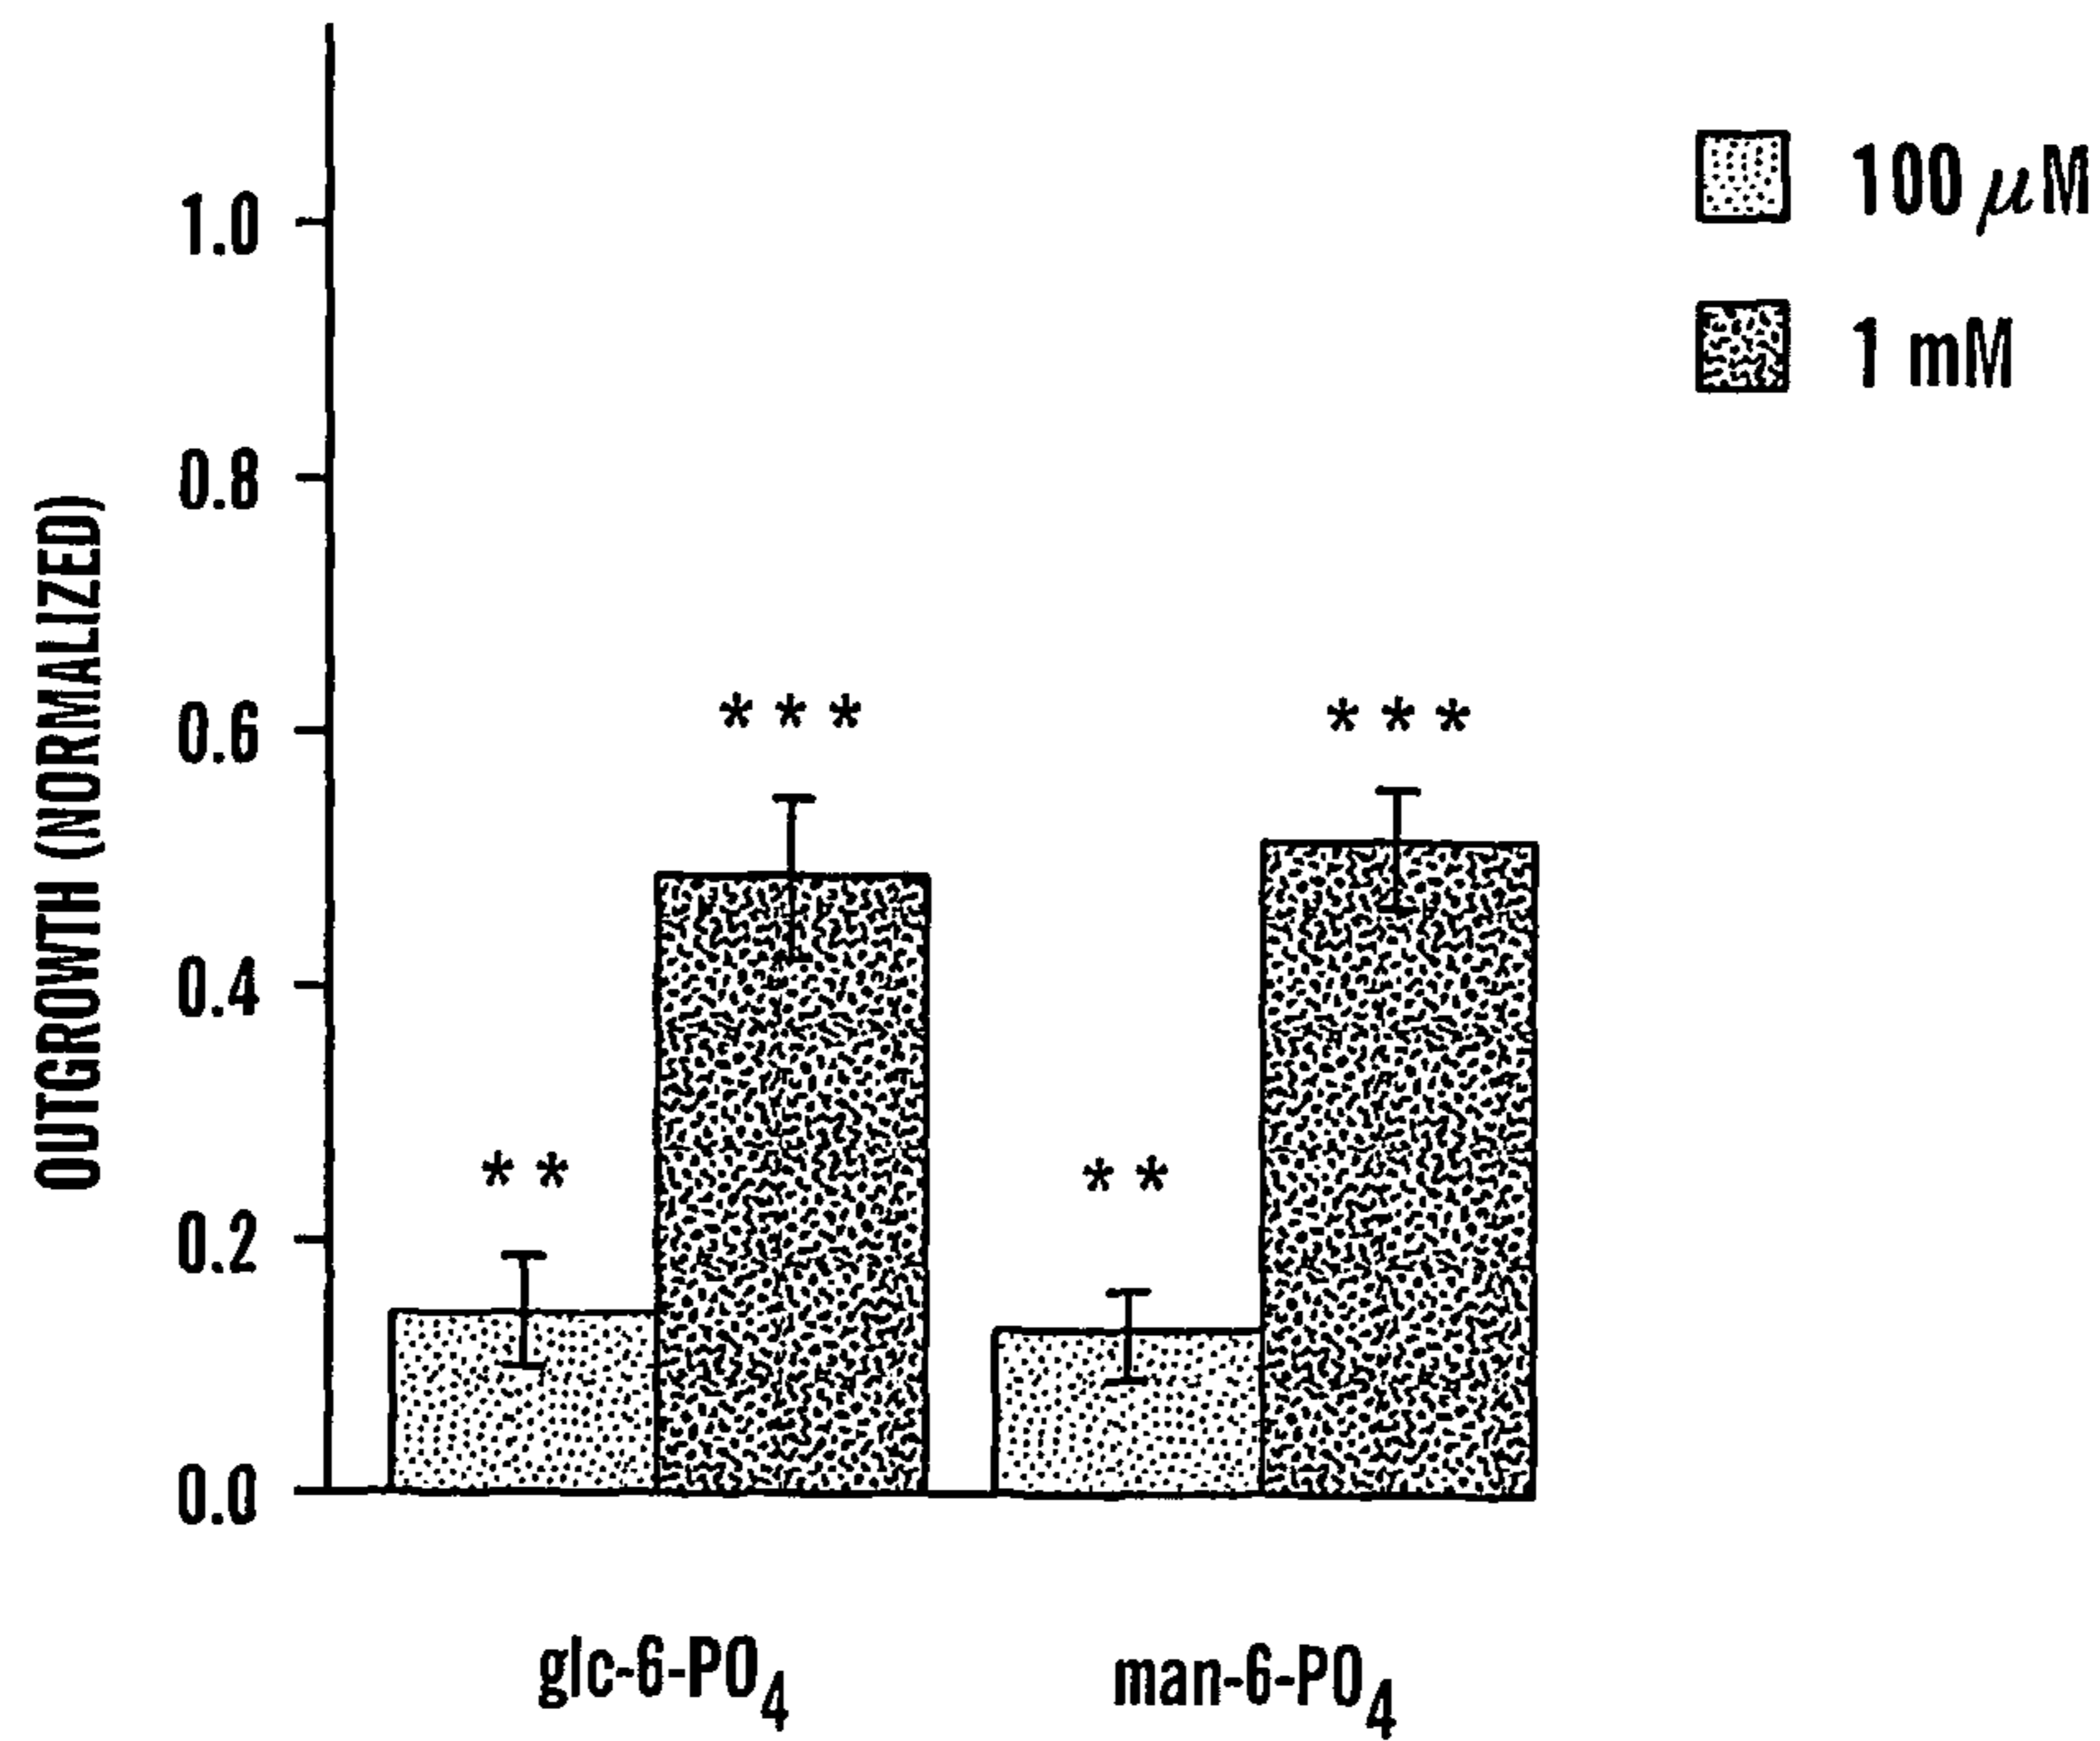 OUTGROWTH (NORMALIZED)
1.0
0.8
0.6
0.4
0.2
0.0
**
***
**
***
glc-6-PO4
man-6-PO4
100 μM
1 mM